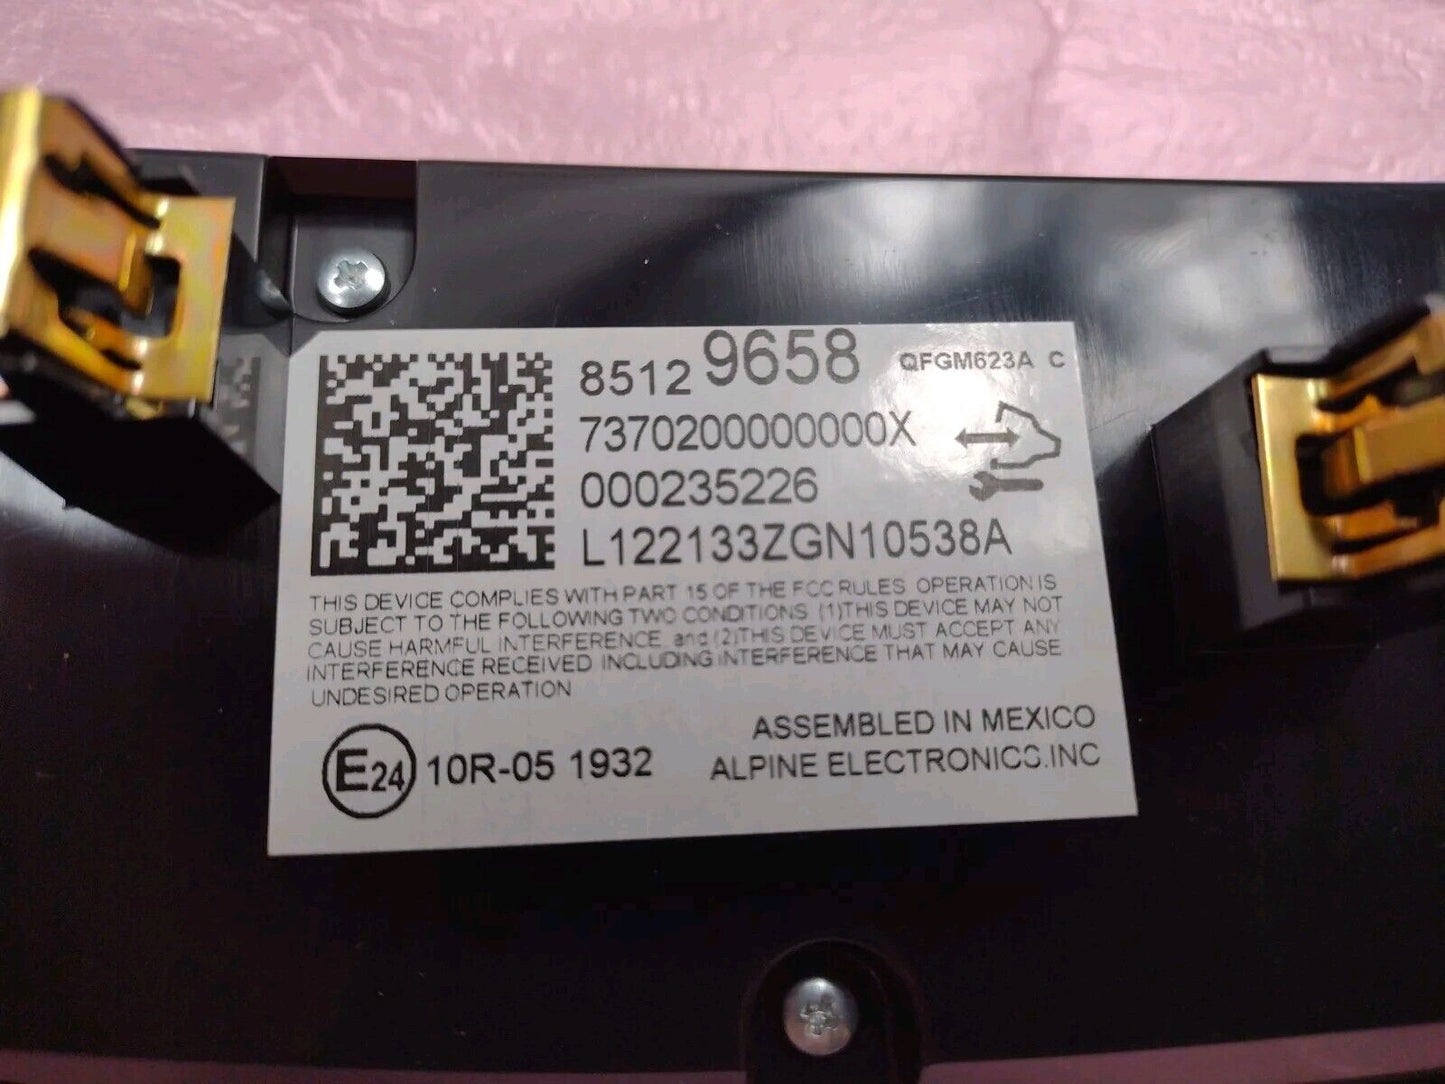 8512 9658 QFGM623A C
7370200000000X
000235226
L122133ZGN10538A
THIS DEVICE COMPLIES WITH PART 15 OF THE FCC RULES OPERATION IS
SUBJECT TO THE FOLLOWING TWO CONDITIONS (1)THIS DEVICE MAY NOT
CAUSE HARMFUL INTERFERENCE, and (2)THIS DEVICE MUST ACCEPT ANY
INTERFERENCE RECEIVED INCLUDING INTERFERENCE THAT MAY CAUSE
UNDESIRED OPERATION
ASSEMBLED IN MEXICO
E24 10R-05 1932 ALPINE ELECTRONICS.INC